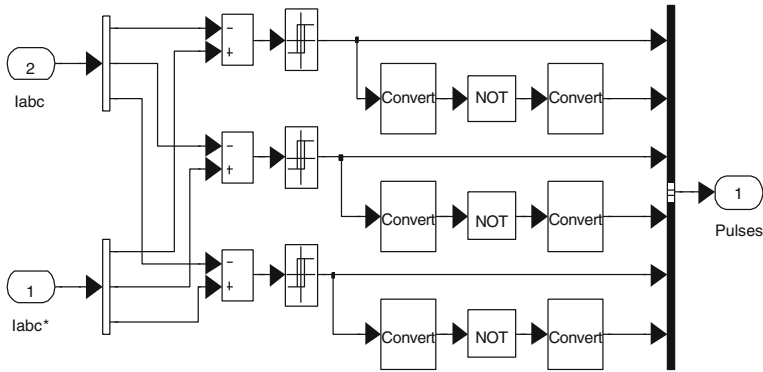 2
Iabc
-
+
Convert
NOT
Convert
-
+
1
Pulses
Convert
NOT
Convert
-
+
1
Iabc*
Convert
NOT
Convert